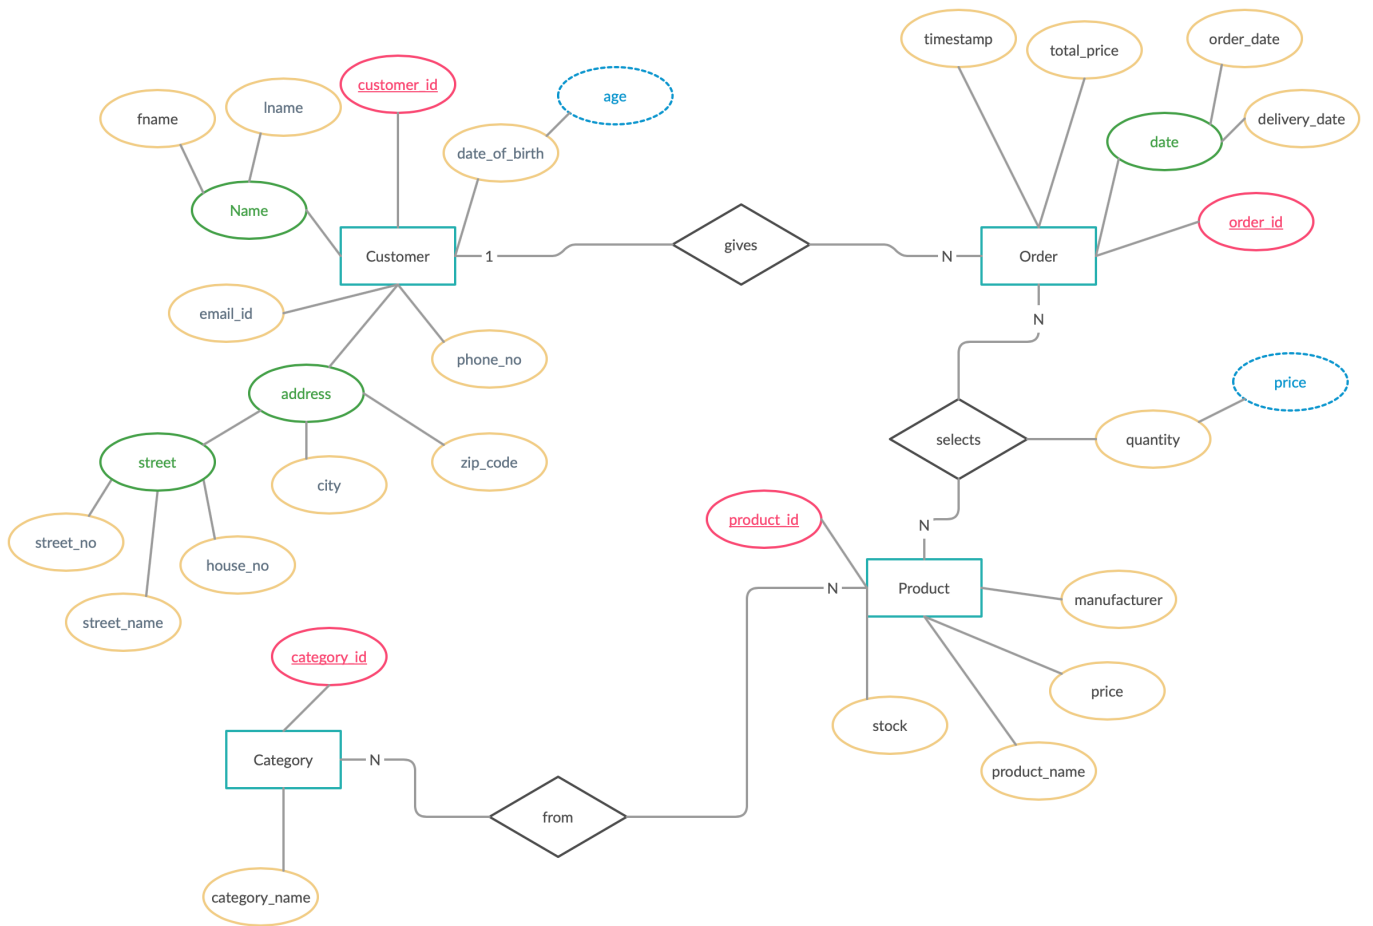 timestamp
total_price
order_date
customer_id
age
fname
lname
delivery_date
date_of_birth
date
Name
order_id
gives
Customer
1
N
Order
email_id
N
phone_no
price
address
selects
quantity
street
zip_code
city
product_id
N
street_no
house_no
N
Product
manufacturer
street_name
category_id
price
stock
Category
N
product_name
from
category_name